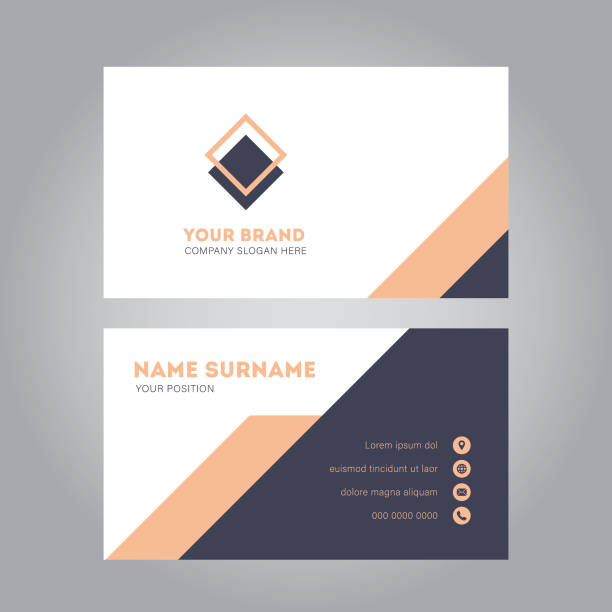 YOUR BRAND
COMPANY SLOGAN HERE
NAME SURNAME
YOUR POSITION
Lorem ipsum dol
euismod tincidunt ut laor
dolore magna aliquam
000 0000 0000